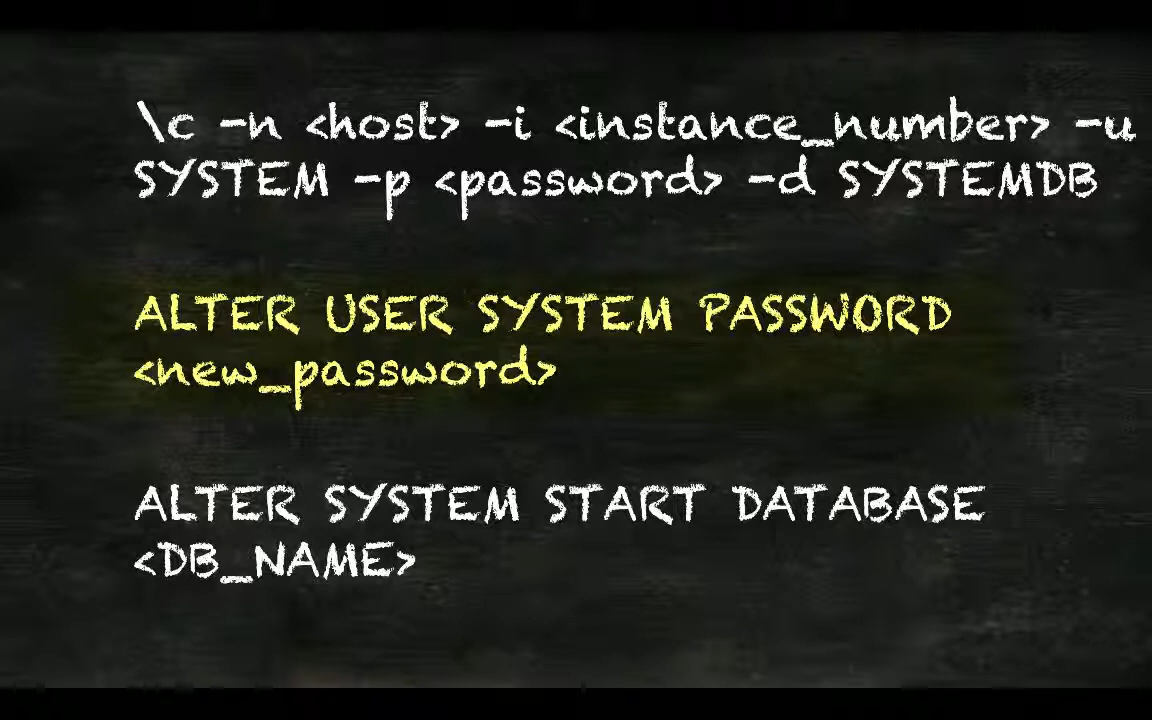 \c -n <host> -i <instance_number> -u
SYSTEM -p <password> -d SYSTEMDB
ALTER USER SYSTEM PASSWORD
<new_password>
ALTER SYSTEM START DATABASE
<DB_NAME>